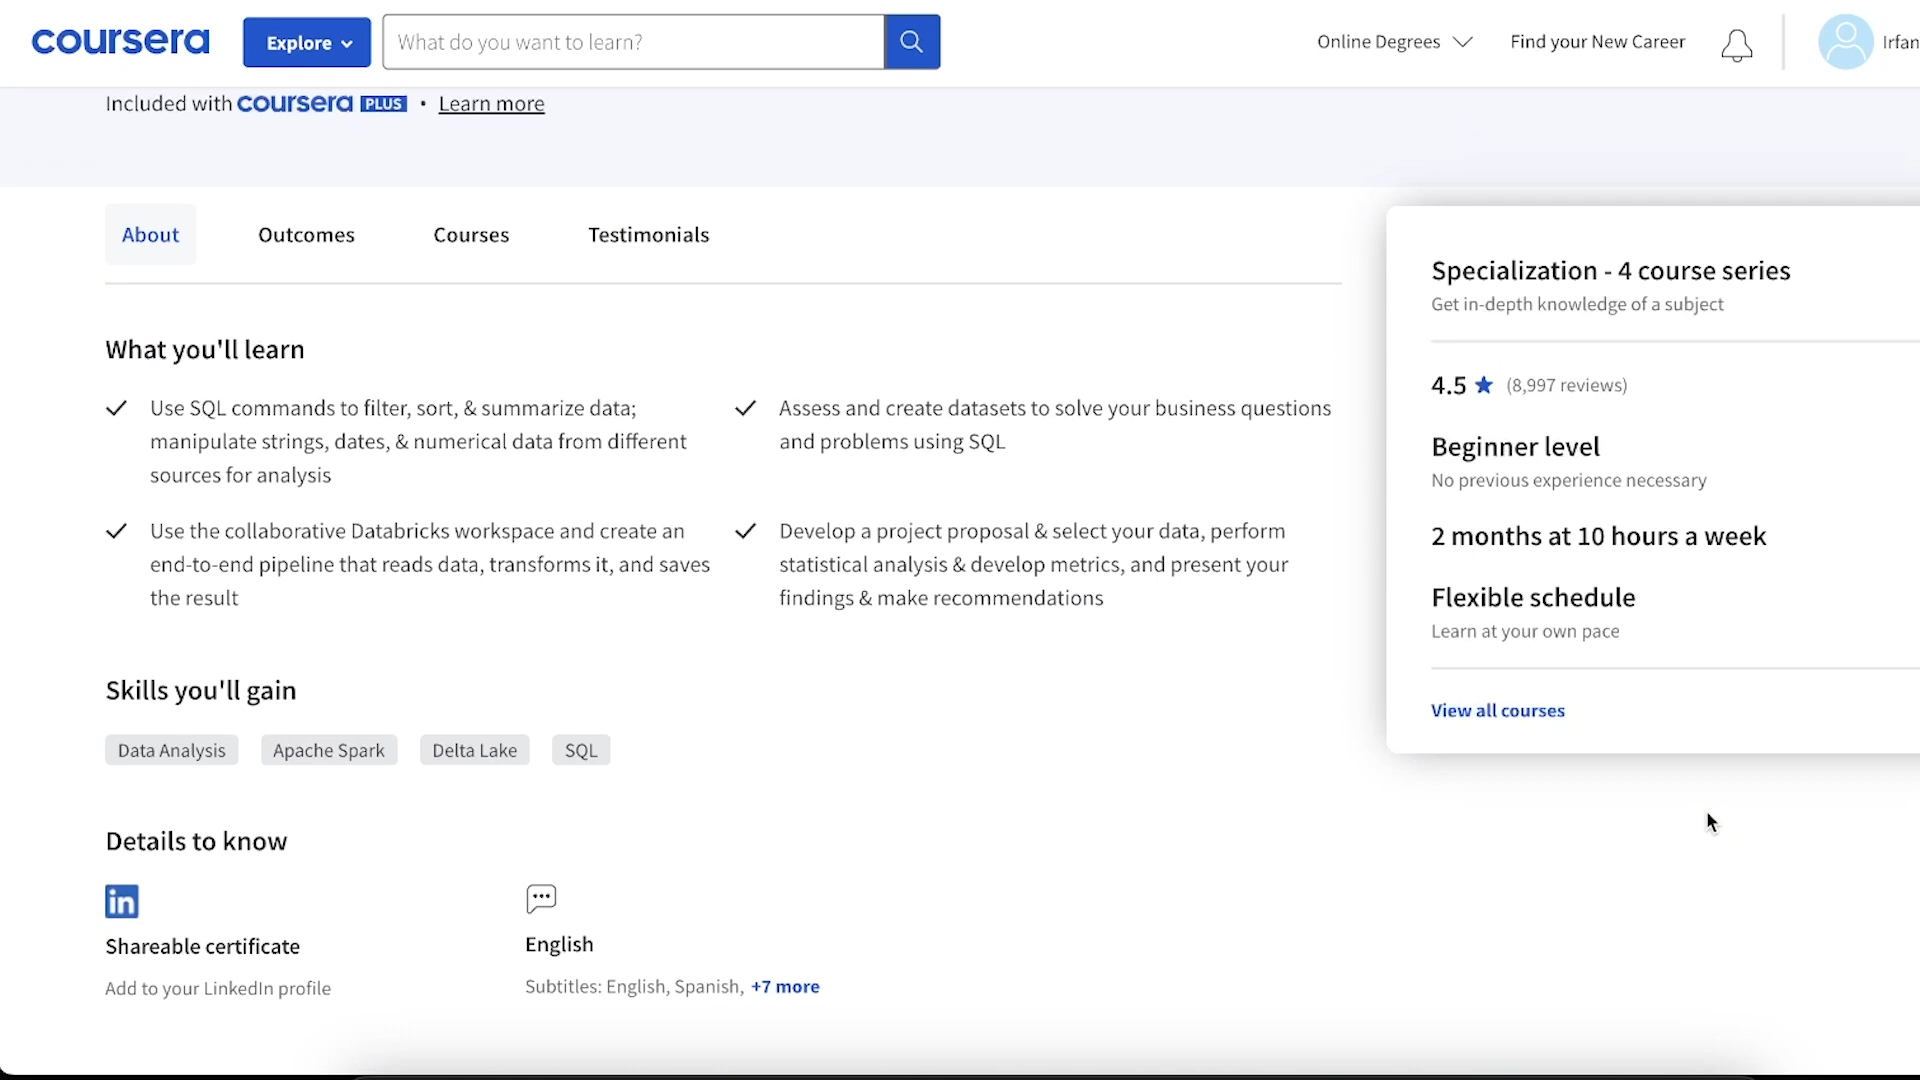 coursera
Explore
What do you want to learn?
Online Degrees
Find your New Career
Irfan
Included with coursera PLUS • Learn more
About
Outcomes
Courses
Testimonials
What you'll learn
Use SQL commands to filter, sort, & summarize data;
manipulate strings, dates, & numerical data from different
sources for analysis
Assess and create datasets to solve your business questions
and problems using SQL
Use the collaborative Databricks workspace and create an
end-to-end pipeline that reads data, transforms it, and saves
the result
Develop a project proposal & select your data, perform
statistical analysis & develop metrics, and present your
findings & make recommendations
Skills you'll gain
Data Analysis
Apache Spark
Delta Lake
SQL
Details to know
in
Shareable certificate
Add to your LinkedIn profile
English
Subtitles: English, Spanish, +7 more
Specialization - 4 course series
Get in-depth knowledge of a subject
4.5 ★ (8,997 reviews)
Beginner level
No previous experience necessary
2 months at 10 hours a week
Flexible schedule
Learn at your own pace
View all courses